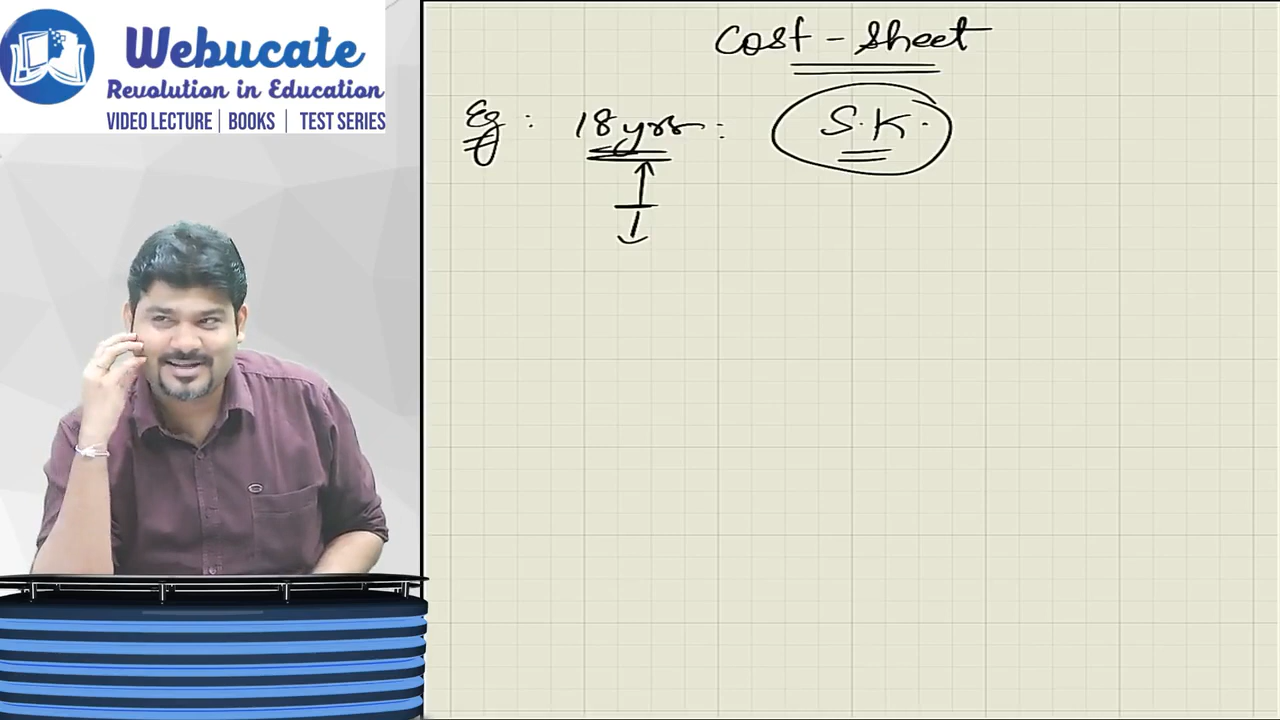 Webucate
Revolution in Education
VIDEO LECTURE | BOOKS | TEST SERIES
Cost - Sheet
Eg : 18 yrs : S.K.